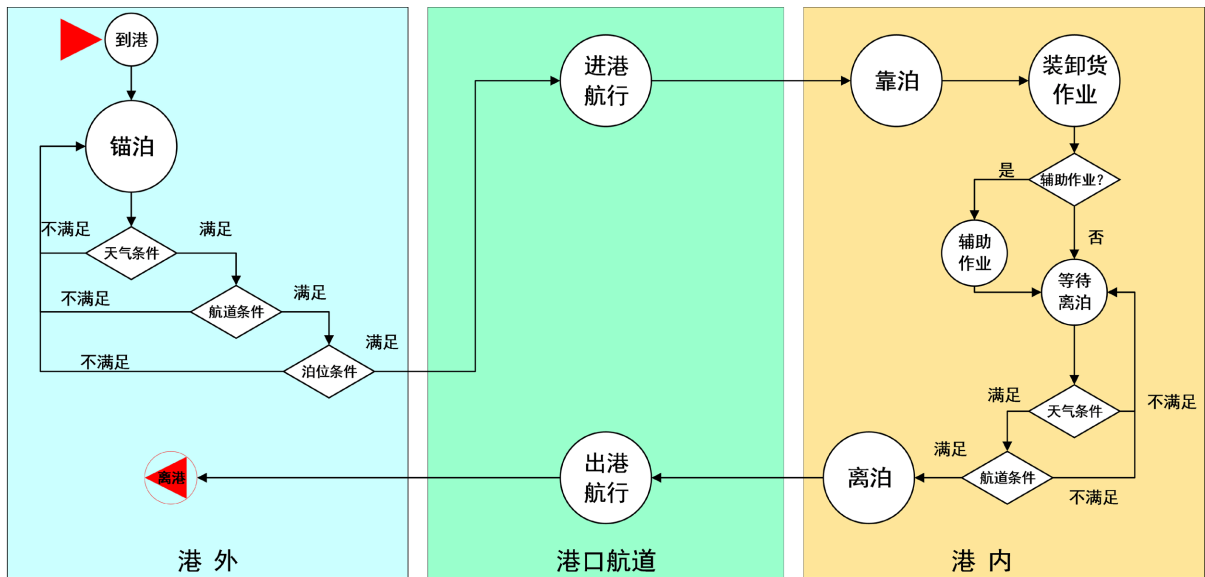 到港
锚泊
不满足
满足
天气条件
不满足
满足
航道条件
不满足
满足
泊位条件
离港
港 外
进港
航行
出港
航行
港口航道
靠泊
装卸货
作业
是
辅助作业？
否
辅助
作业
等待
离泊
满足
天气条件
不满足
满足
航道条件
不满足
离泊
港 内